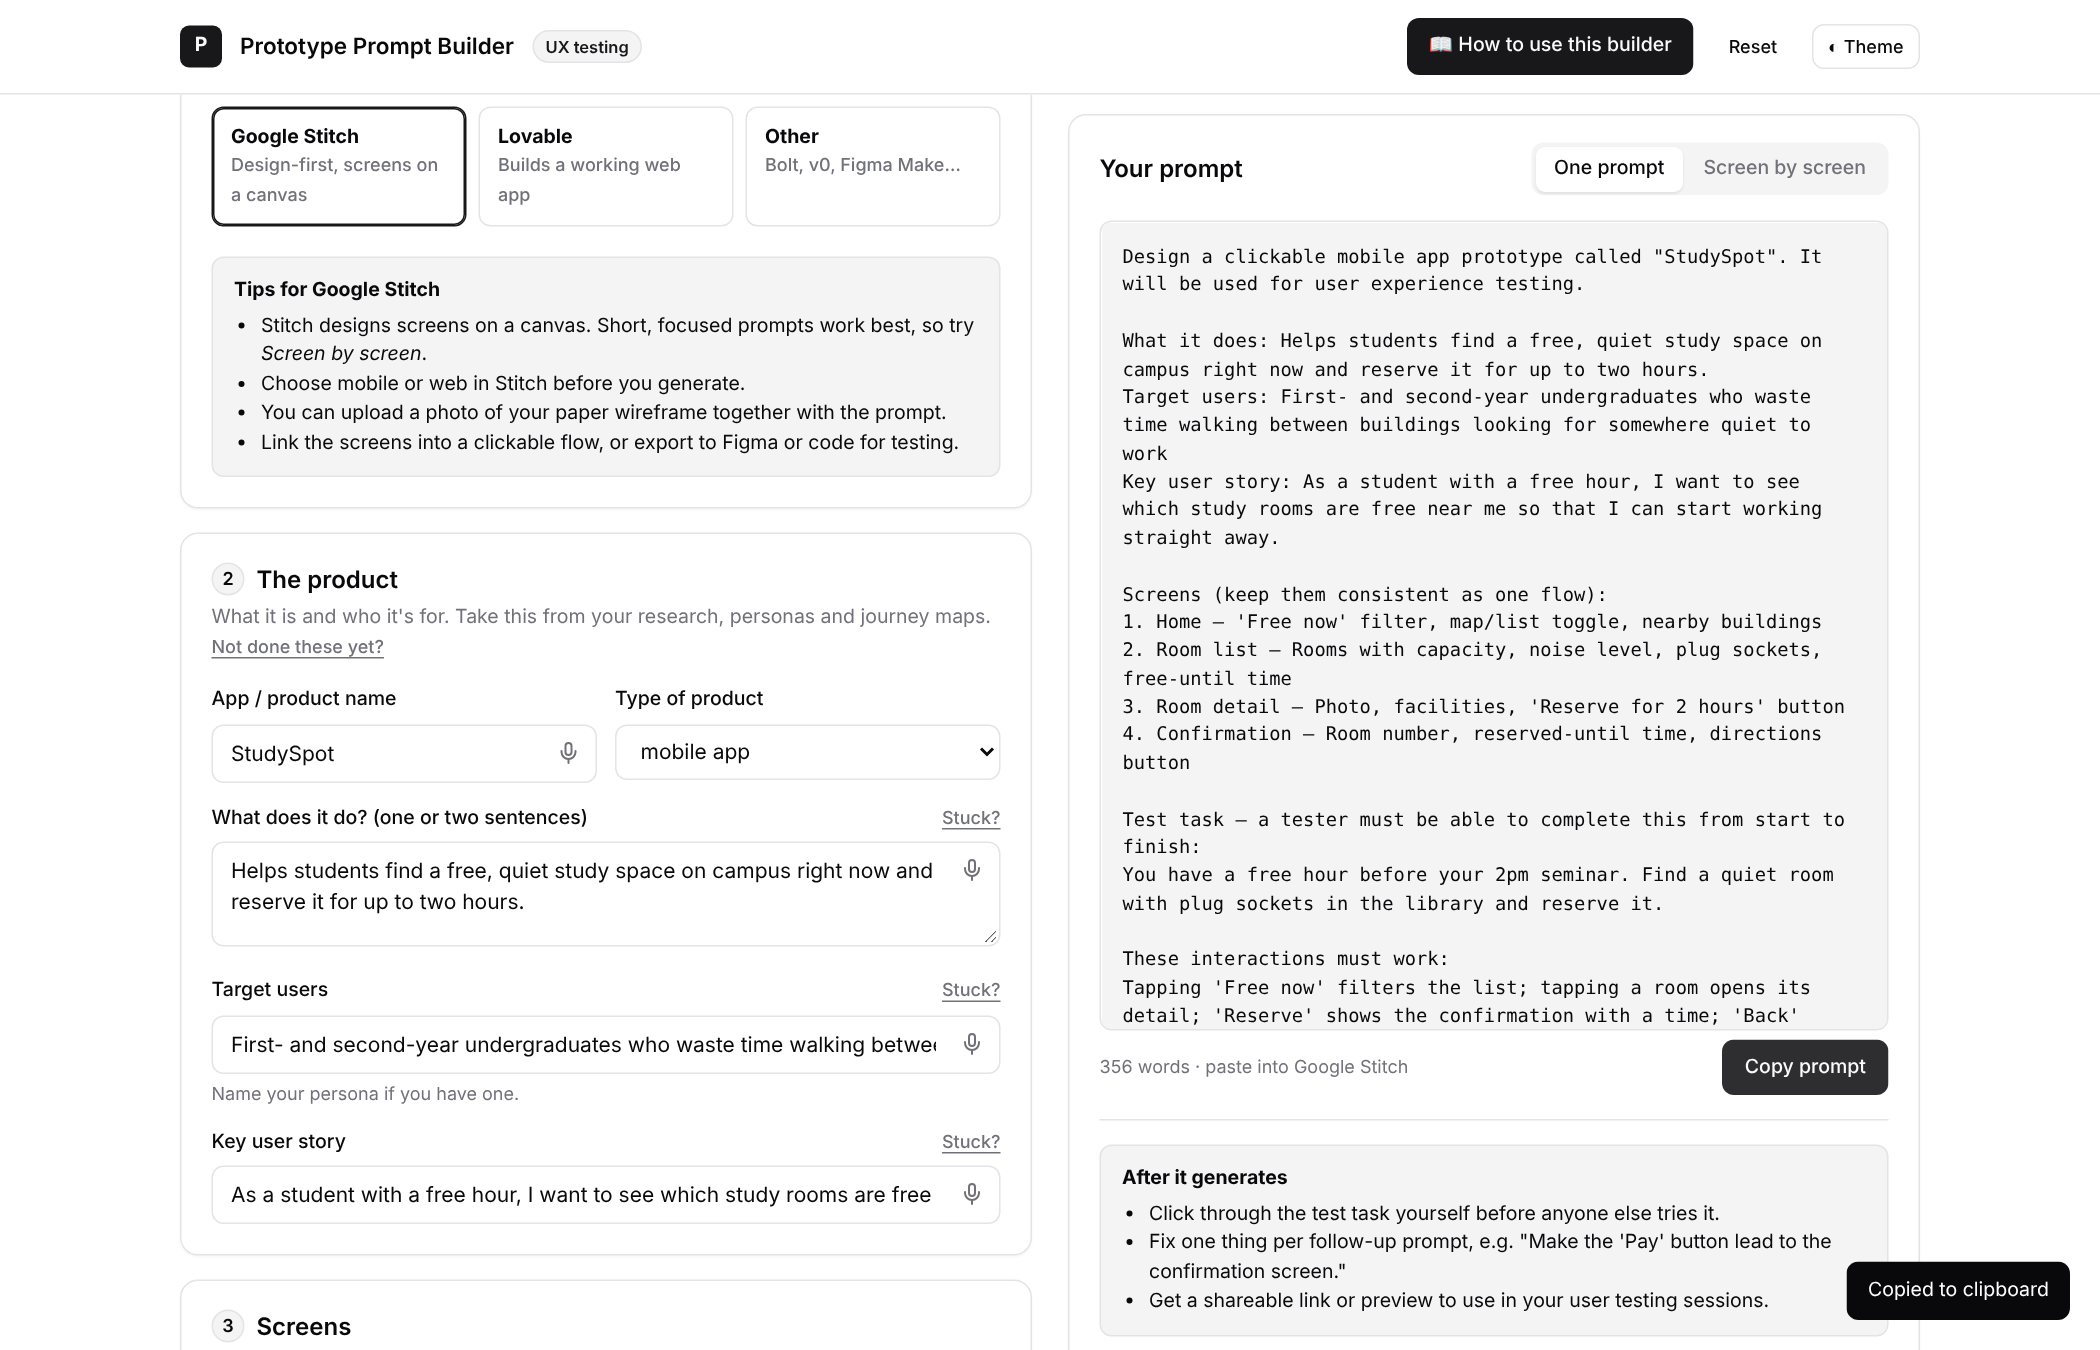 P
Prototype Prompt Builder
UX testing
📖 How to use this builder
Reset
Theme
Google Stitch
Design-first, screens on
a canvas
Lovable
Builds a working web
app
Other
Bolt, v0, Figma Make…
Tips for Google Stitch
• Stitch designs screens on a canvas. Short, focused prompts work best, so try
Screen by screen.
• Choose mobile or web in Stitch before you generate.
• You can upload a photo of your paper wireframe together with the prompt.
• Link the screens into a clickable flow, or export to Figma or code for testing.
2 The product
What it is and who it's for. Take this from your research, personas and journey maps.
Not done these yet?
App / product name
StudySpot
Type of product
mobile app
What does it do? (one or two sentences)
Stuck?
Helps students find a free, quiet study space on campus right now and
reserve it for up to two hours.
Target users
Stuck?
First- and second-year undergraduates who waste time walking betwee
Name your persona if you have one.
Key user story
Stuck?
As a student with a free hour, I want to see which study rooms are free
3 Screens
Your prompt
One prompt
Screen by screen
Design a clickable mobile app prototype called "StudySpot". It
will be used for user experience testing.
What it does: Helps students find a free, quiet study space on
campus right now and reserve it for up to two hours.
Target users: First- and second-year undergraduates who waste
time walking between buildings looking for somewhere quiet to
work
Key user story: As a student with a free hour, I want to see
which study rooms are free near me so that I can start working
straight away.
Screens (keep them consistent as one flow):
1. Home — 'Free now' filter, map/list toggle, nearby buildings
2. Room list — Rooms with capacity, noise level, plug sockets,
free-until time
3. Room detail — Photo, facilities, 'Reserve for 2 hours' button
4. Confirmation — Room number, reserved-until time, directions
button
Test task — a tester must be able to complete this from start to
finish:
You have a free hour before your 2pm seminar. Find a quiet room
with plug sockets in the library and reserve it.
These interactions must work:
Tapping 'Free now' filters the list; tapping a room opens its
detail; 'Reserve' shows the confirmation with a time; 'Back'
356 words · paste into Google Stitch
Copy prompt
After it generates
• Click through the test task yourself before anyone else tries it.
• Fix one thing per follow-up prompt, e.g. "Make the 'Pay' button lead to the
confirmation screen."
• Get a shareable link or preview to use in your user testing sessions.
Copied to clipboard